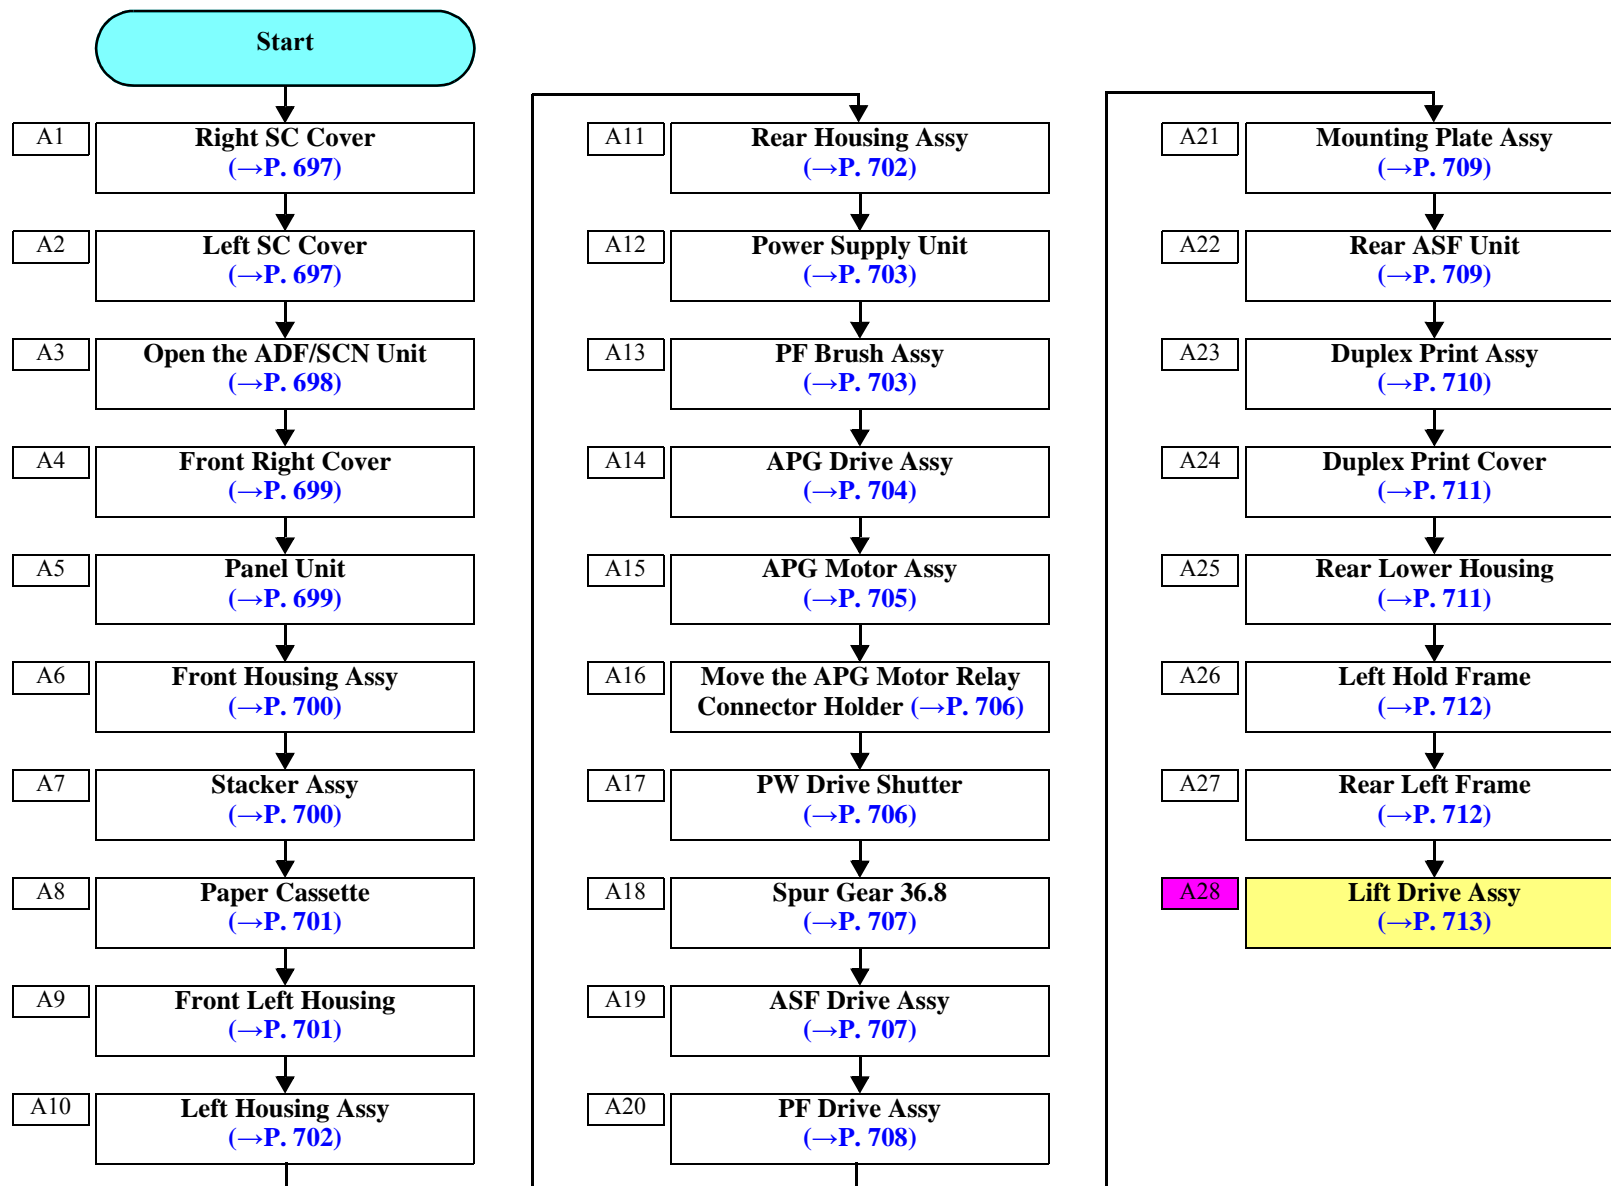 Start
A1
Right SC Cover
(→P. 697)
A2
Left SC Cover
(→P. 697)
A3
Open the ADF/SCN Unit
(→P. 698)
A4
Front Right Cover
(→P. 699)
A5
Panel Unit
(→P. 699)
A6
Front Housing Assy
(→P. 700)
A7
Stacker Assy
(→P. 700)
A8
Paper Cassette
(→P. 701)
A9
Front Left Housing
(→P. 701)
A10
Left Housing Assy
(→P. 702)
A11
Rear Housing Assy
(→P. 702)
A12
Power Supply Unit
(→P. 703)
A13
PF Brush Assy
(→P. 703)
A14
APG Drive Assy
(→P. 704)
A15
APG Motor Assy
(→P. 705)
A16
Move the APG Motor Relay
Connector Holder (→P. 706)
A17
PW Drive Shutter
(→P. 706)
A18
Spur Gear 36.8
(→P. 707)
A19
ASF Drive Assy
(→P. 707)
A20
PF Drive Assy
(→P. 708)
A21
Mounting Plate Assy
(→P. 709)
A22
Rear ASF Unit
(→P. 709)
A23
Duplex Print Assy
(→P. 710)
A24
Duplex Print Cover
(→P. 711)
A25
Rear Lower Housing
(→P. 711)
A26
Left Hold Frame
(→P. 712)
A27
Rear Left Frame
(→P. 712)
A28
Lift Drive Assy
(→P. 713)